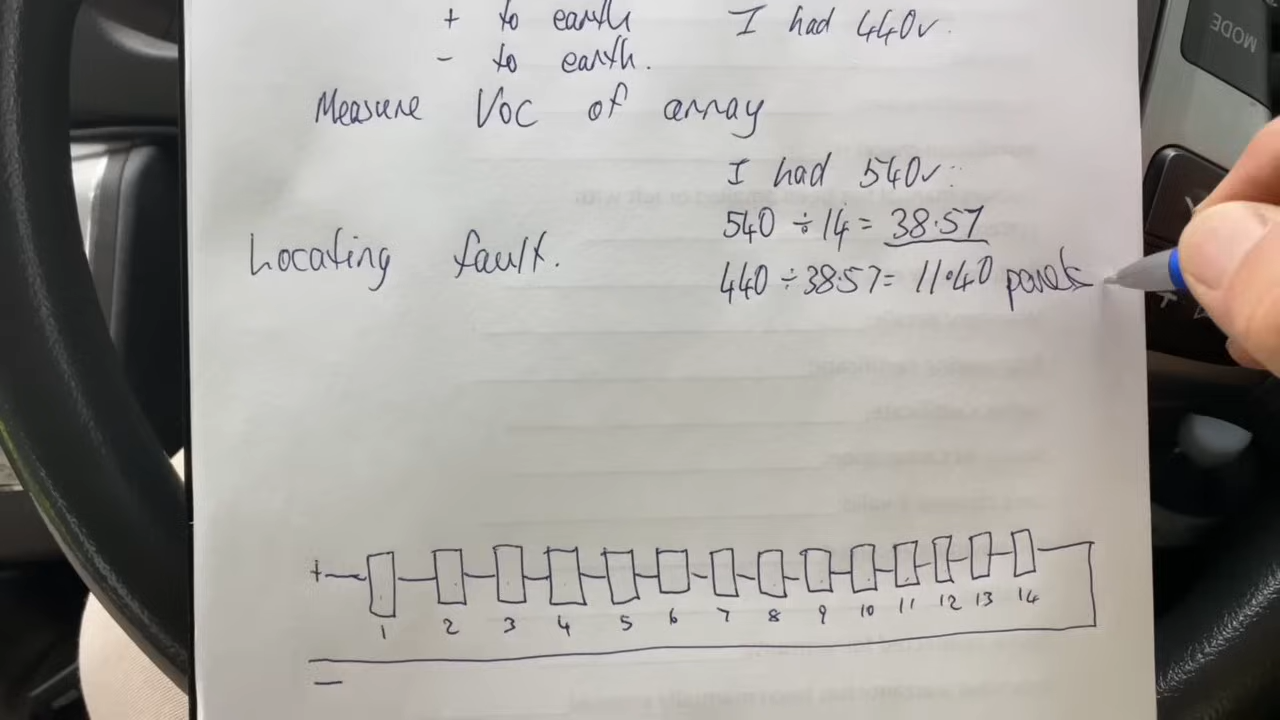 + to earth I had 440v.
- to earth.
Measure Voc of array
I had 540v.
540 ÷ 14 = 38.57
Locating fault.
440 ÷ 38.57 = 11.40 panels
+
1 2 3 4 5 6 7 8 9 10 11 12 13 14
-
MODE